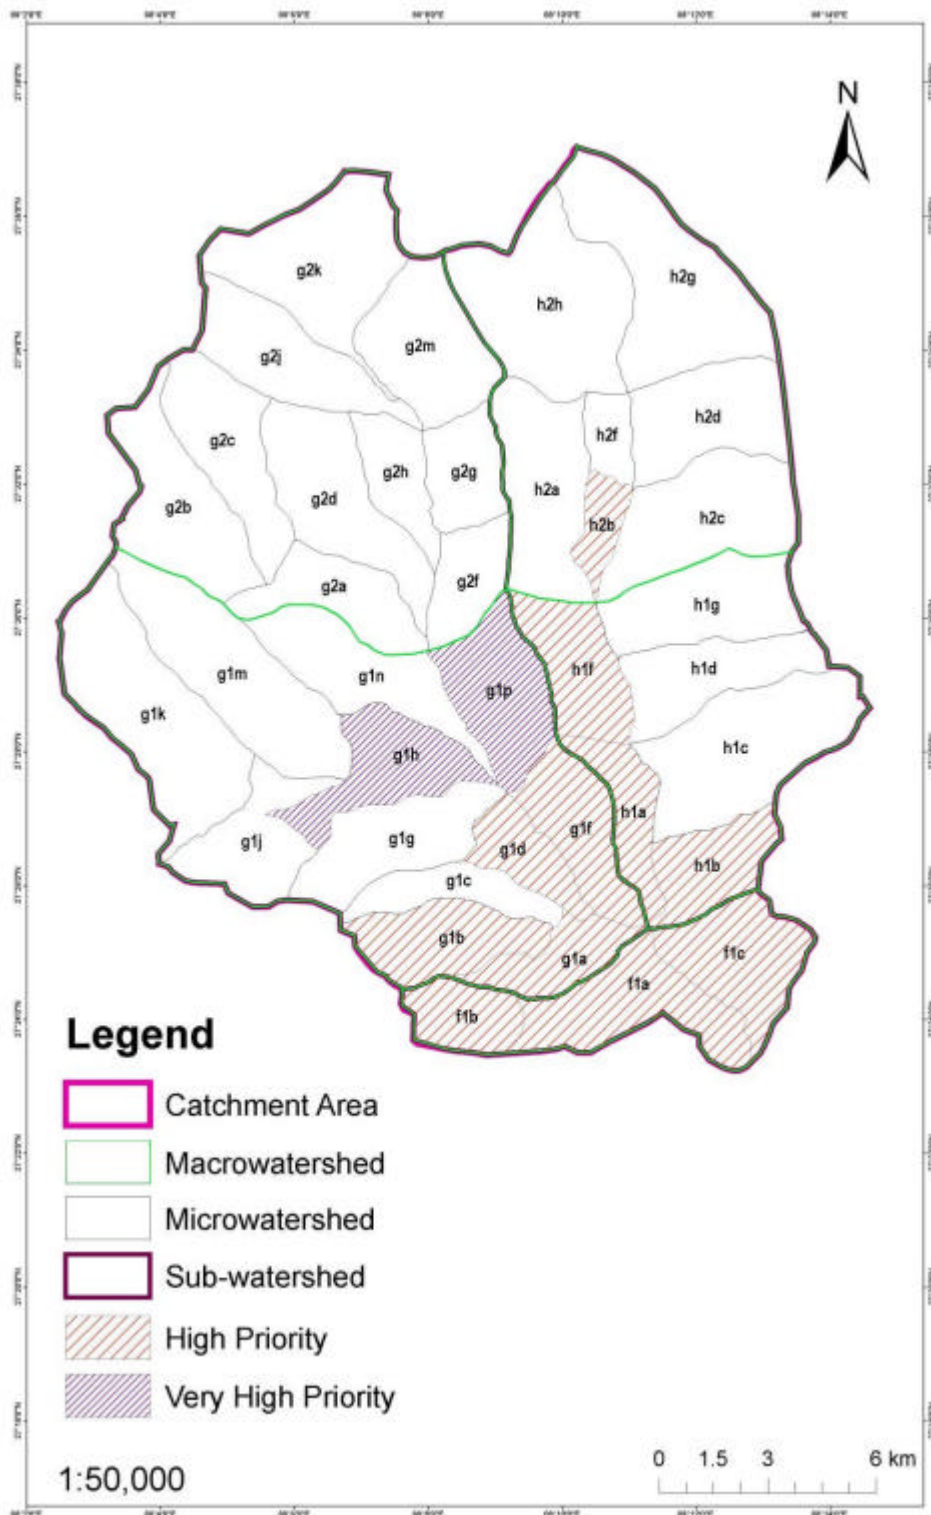 N
g2k
h2g
h2h
g2m
g2j
h2d
h2f
g2c
g2h
g2g
h2a
g2d
g2b
h2c
h2b
g2f
g2a
h1g
h1f
h1d
g1m
g1n
g1p
g1k
h1c
g1h
h1a
g1f
g1j
g1g
g1d
h1b
g1c
g1b
g1a
f1c
f1a
f1b
Legend
Catchment Area
Macrowatershed
Microwatershed
Sub-watershed
High Priority
Very High Priority
1:50,000
0 1.5 3 6 km